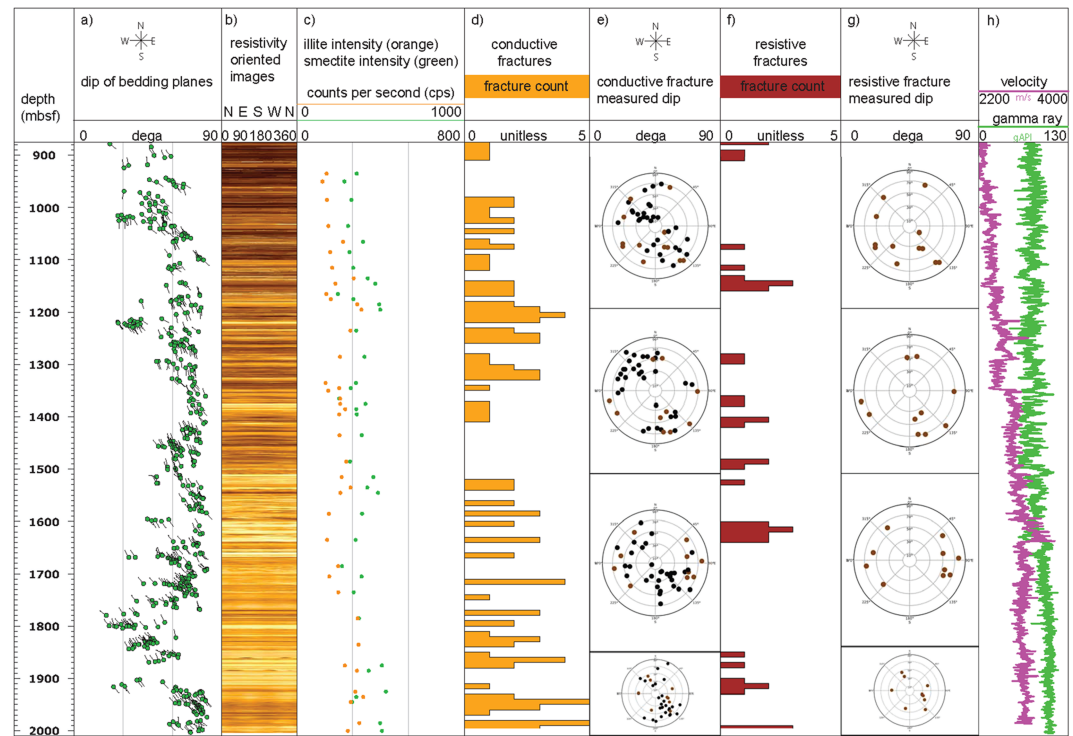 a)
N
W E
S
dip of bedding planes
0 dega 90
b)
resistivity
oriented
images
N E S W N
0 90 180 360
c)
illite intensity (orange)
smectite intensity (green)
counts per second (cps)
0 1000
0 800
d)
conductive
fractures
fracture count
0 unitless 5
e)
N
W E
S
conductive fracture
measured dip
0 dega 90
f)
resistive
fractures
fracture count
0 unitless 5
g)
N
W E
S
resistive fracture
measured dip
0 dega 90
h)
velocity
2200 m/s 4000
gamma ray
0 gAPI 130
depth
(mbsf)
900
1000
1100
1200
1300
1400
1500
1600
1700
1800
1900
2000